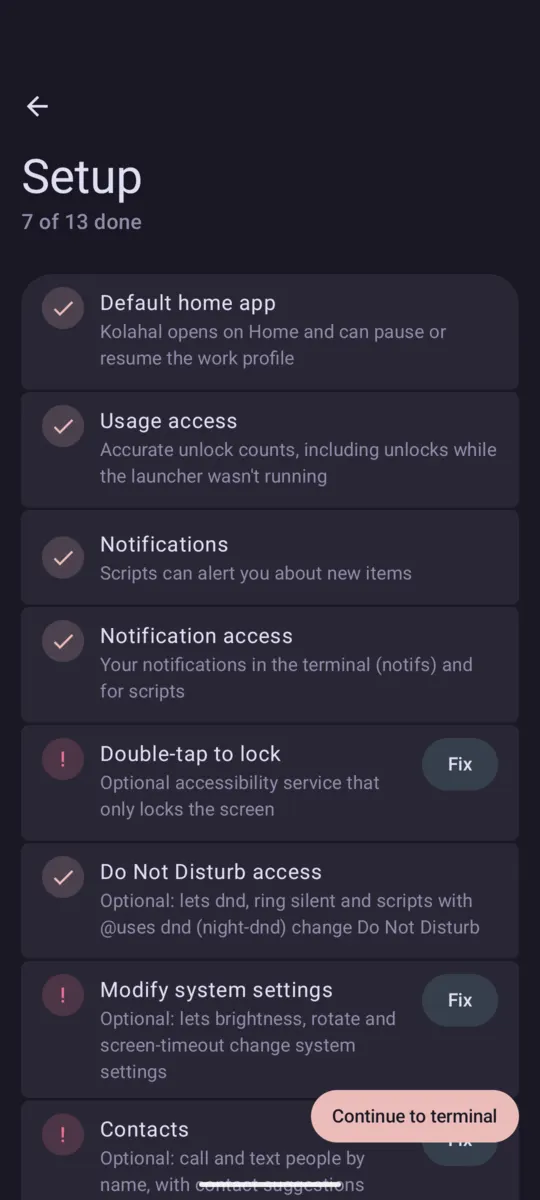 Setup
7 of 13 done
Default home app
Kolahal opens on Home and can pause or
resume the work profile
Usage access
Accurate unlock counts, including unlocks while
the launcher wasn't running
Notifications
Scripts can alert you about new items
Notification access
Your notifications in the terminal (notifs) and
for scripts
Double-tap to lock
Optional accessibility service that
only locks the screen
Fix
Do Not Disturb access
Optional: lets dnd, ring silent and scripts with
@uses dnd (night-dnd) change Do Not Disturb
Modify system settings
Optional: lets brightness, rotate and
screen-timeout change system
settings
Fix
Continue to terminal
Contacts
Optional: call and text people by
name, with contact suggestions
Fix